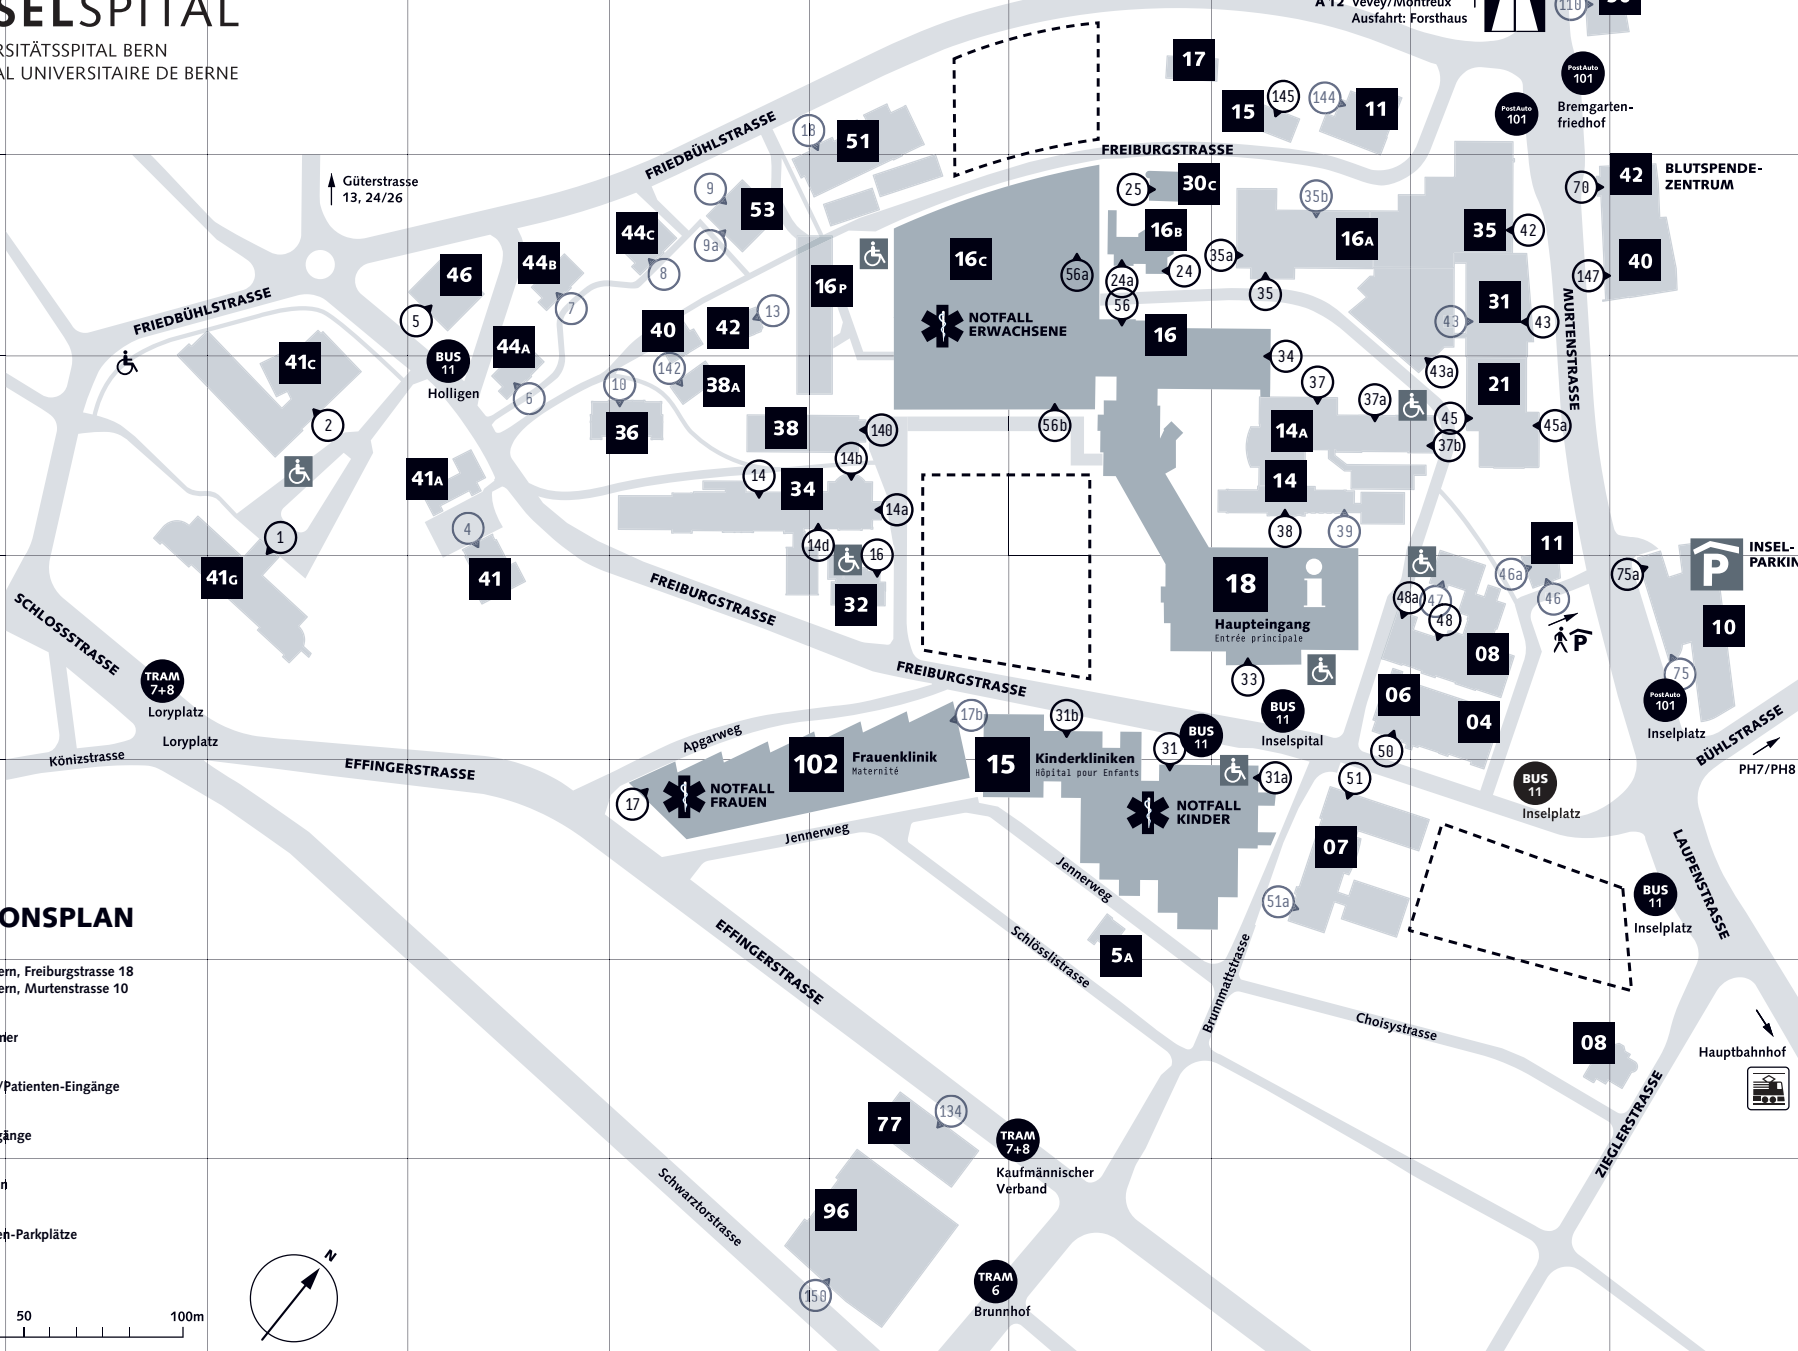 SELSPITAL
RSITÄTSSPITAL BERN
AL UNIVERSITAIRE DE BERNE
A 12 Vevey/Montreux
Ausfahrt: Forsthaus
110
PostAuto
101
Bremgarten-
friedhof
PostAuto
101
17
15
145
144
11
FREIBURGSTRASSE
FRIEDBÜHLSTRASSE
18
51
Güterstrasse
13, 24/26
9
53
9a
44C
8
44B
7
46
5
FRIEDBÜHLSTRASSE
25
30C
35b
16B
16A
35a
24
24a
56
56a
35
16C
NOTFALL
ERWACHSENE
16P
16
70
42
BLUTSPENDE-
ZENTRUM
35
42
40
147
31
43
43
MURTENSTRASSE
13
42
40
142
38A
44A
6
BUS
11
Holligen
41C
2
10
36
38
140
14b
14
34
14a
14d
16
32
56b
34
37
37a
43a
21
45
45a
37b
14A
14
38
39
41A
4
41
1
41G
SCHLOSSSTRASSE
TRAM
7+8
Loryplatz
Loryplatz
Könizstrasse
EFFINGERSTRASSE
FREIBURGSTRASSE
FREIBURGSTRASSE
18
Haupteingang
Entrée principale
33
BUS
11
Inselspital
48a
47
48
46a
11
46
P
08
06
04
50
75a
P
INSEL-
PARKIN
10
75
PostAuto
101
Inselplatz
BÜHLSTRASSE
PH7/PH8
Apgarweg
17b
31b
102
Frauenklinik
Maternité
15
Kinderkliniken
Hôpital pour Enfants
31
BUS
11
31a
51
BUS
11
Inselplatz
17
NOTFALL
FRAUEN
NOTFALL
KINDER
Jennerweg
Jennerweg
07
51a
BUS
11
Inselplatz
LAUPENSTRASSE
ONSPLAN
ern, Freiburgstrasse 18
ern, Murtenstrasse 10
ner
/Patienten-Eingänge
gänge
n
en-Parkplätze
EFFINGERSTRASSE
Schlösslistrasse
5A
Brunnmattstrasse
Choisystrasse
08
Hauptbahnhof
ZIEGLERSTRASSE
77
134
TRAM
7+8
Kaufmännischer
Verband
Schwarztorstrasse
96
150
TRAM
6
Brunnhof
N
50
100m